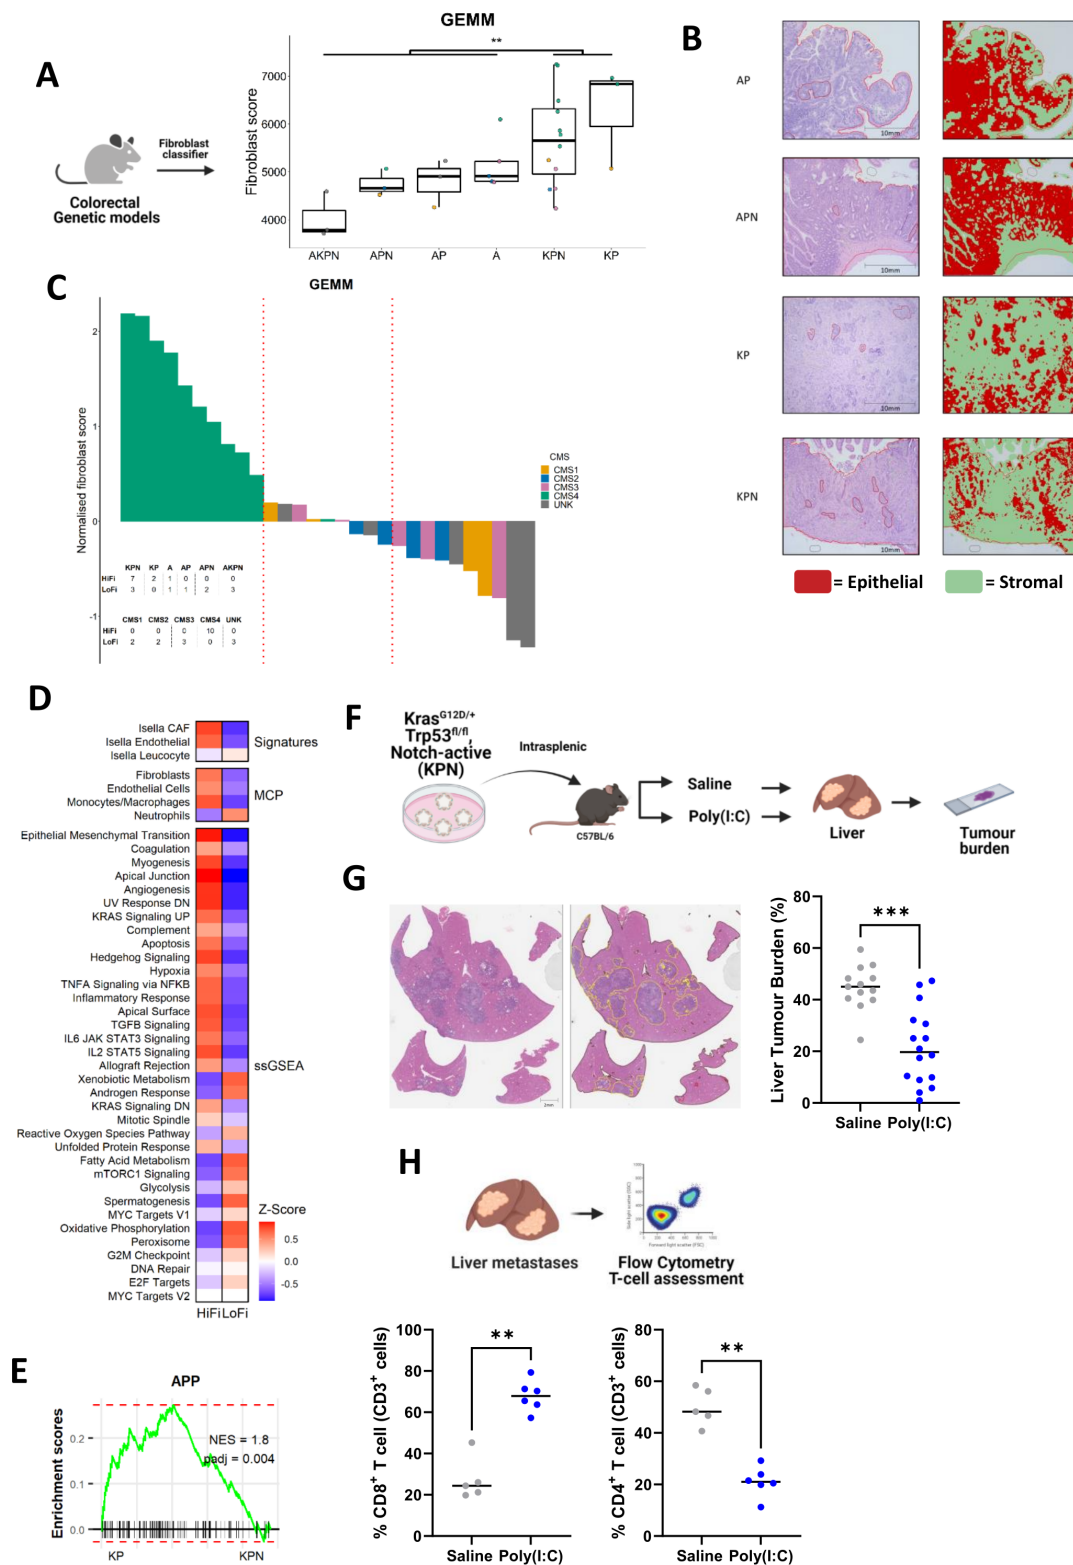 A
GEMM
**
Fibroblast score
7000
6000
5000
4000
AKPN APN AP A KPN KP
Fibroblast
classifier
Colorectal
Genetic models
B
AP
10mm
APN
10mm
KP
10mm
KPN
10mm
= Epithelial = Stromal
C
GEMM
Normalised fibroblast score
2
1
0
-1
CMS
CMS1
CMS2
CMS3
CMS4
UNK
KPN KP A AP APN AKPN
HiFi 7 2 1 0 0 0
LoFi 3 0 1 1 2 3
CMS1 CMS2 CMS3 CMS4 UNK
HiFi 0 0 0 10 0
LoFi 2 2 3 0 3
D
Isella CAF
Isella Endothelial
Isella Leucocyte
Signatures
Fibroblasts
Endothelial Cells
Monocytes/Macrophages
Neutrophils
MCP
Epithelial Mesenchymal Transition
Coagulation
Myogenesis
Apical Junction
Angiogenesis
UV Response DN
KRAS Signaling UP
Complement
Apoptosis
Hedgehog Signaling
Hypoxia
TNFA Signaling via NFKB
Inflammatory Response
Apical Surface
TGFB Signaling
IL6 JAK STAT3 Signaling
IL2 STAT5 Signaling
Allograft Rejection
Xenobiotic Metabolism
Androgen Response
KRAS Signaling DN
Mitotic Spindle
Reactive Oxygen Species Pathway
Unfolded Protein Response
Fatty Acid Metabolism
mTORC1 Signaling
Glycolysis
Spermatogenesis
MYC Targets V1
Oxidative Phosphorylation
Peroxisome
G2M Checkpoint
DNA Repair
E2F Targets
MYC Targets V2
ssGSEA
Z-Score
0.5
0.0
-0.5
HiFi LoFi
E
APP
Enrichment scores
0.2
0.1
0.0
NES = 1.8
padj = 0.004
KP KPN
F
Kras^G12D/+
Trp53^fl/fl,
Notch-active
(KPN)
Intrasplenic
C57BL/6
Saline
Poly(I:C)
Liver
Tumour
burden
G
2mm
Liver Tumour Burden (%)
80
60
40
20
0
***
Saline Poly(I:C)
H
Liver metastases
Flow Cytometry
T-cell assessment
% CD8+ T cell (CD3+ cells)
100
80
60
40
20
0
**
Saline Poly(I:C)
% CD4+ T cell (CD3+ cells)
80
60
40
20
0
**
Saline Poly(I:C)